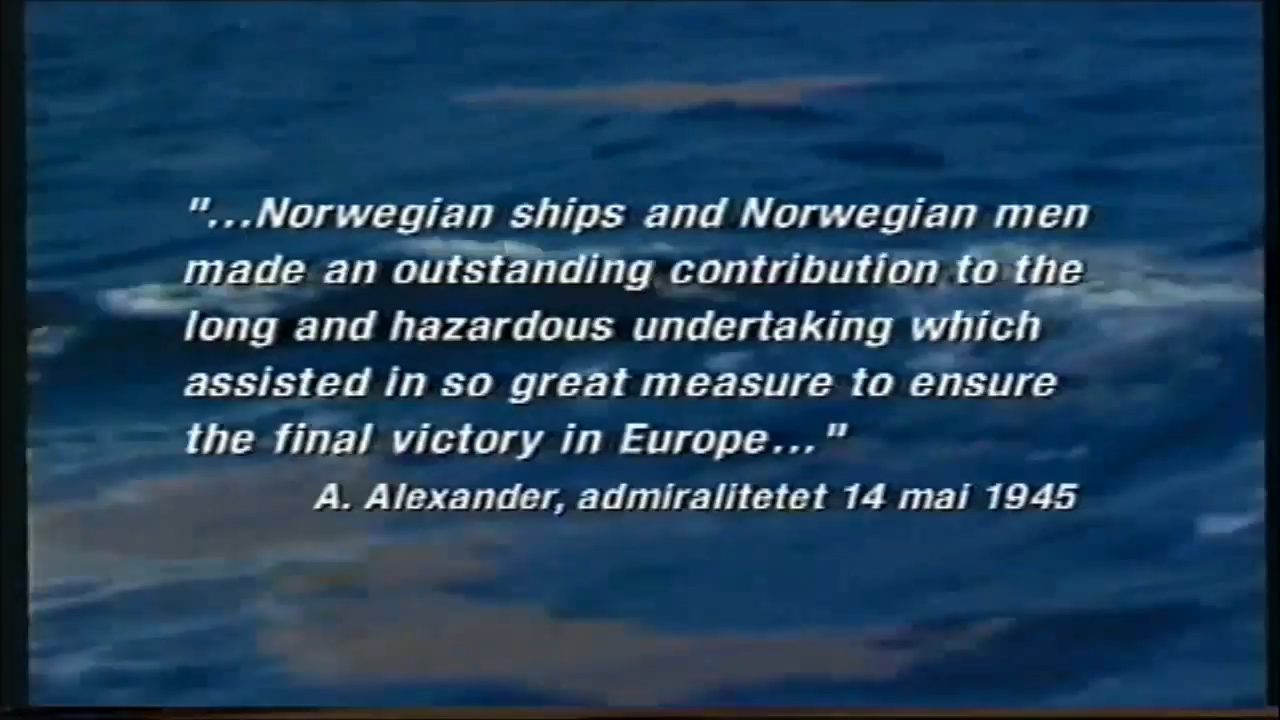 "...Norwegian ships and Norwegian men
made an outstanding contribution to the
long and hazardous undertaking which
assisted in so great measure to ensure
the final victory in Europe..."
A. Alexander, admiralitetet 14 mai 1945